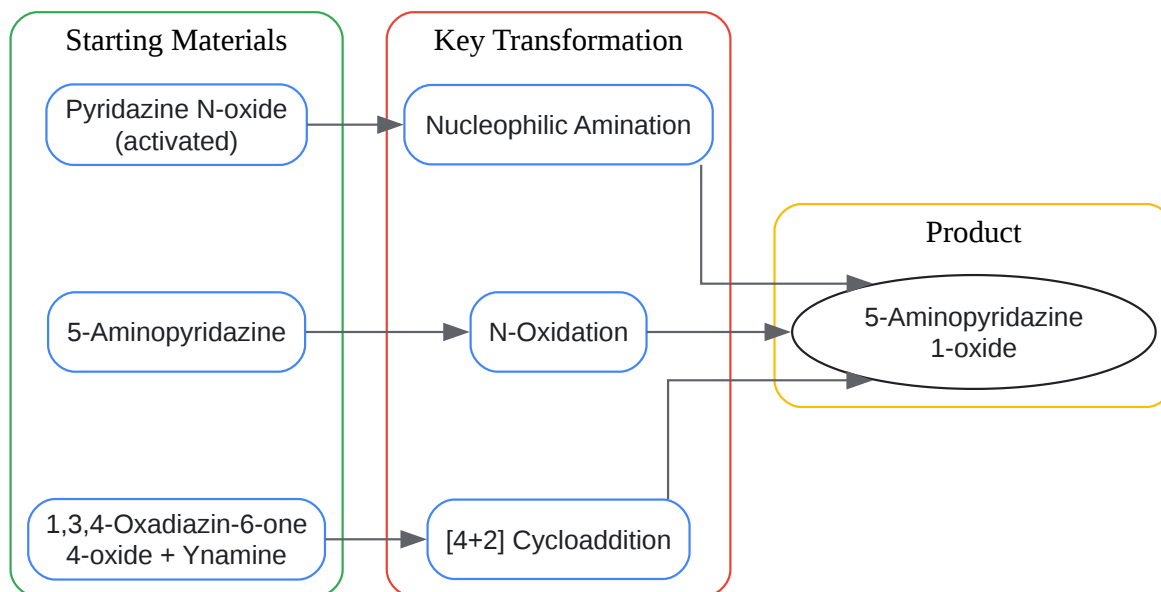 Starting Materials
Key Transformation
Pyridazine N-oxide
(activated)
Nucleophilic Amination
Product
5-Aminopyridazine
N-Oxidation
5-Aminopyridazine
1-oxide
1,3,4-Oxadiazin-6-one
4-oxide + Ynamine
[4+2] Cycloaddition